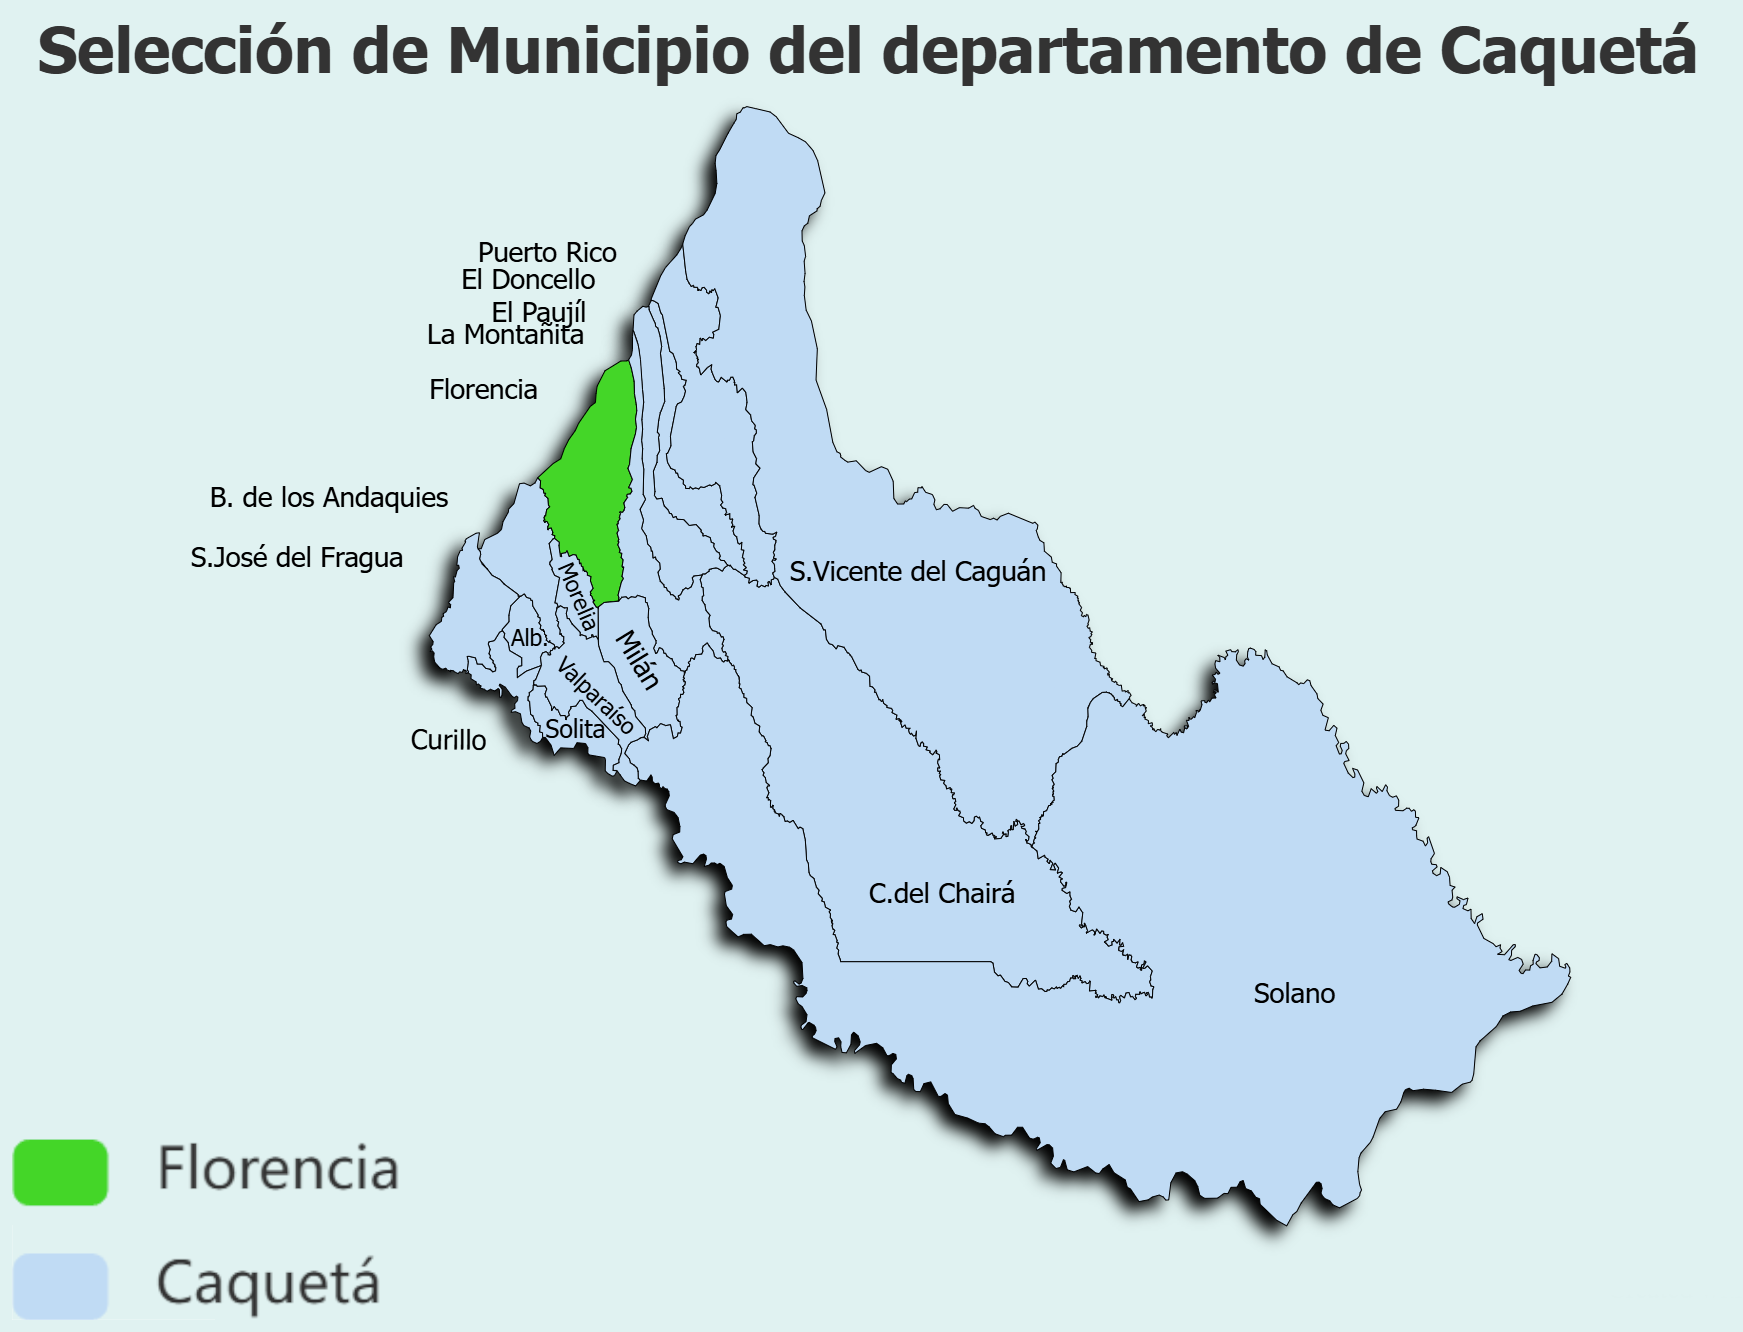 Selección de Municipio del departamento de Caquetá
Puerto Rico
El Doncello
El Paujíl
La Montañita
Florencia
B. de los Andaquies
S.José del Fragua
S.Vicente del Caguán
Morelia
Alb.
Milán
Valparaíso
Solita
Curillo
C.del Chairá
Solano
Florencia
Caquetá